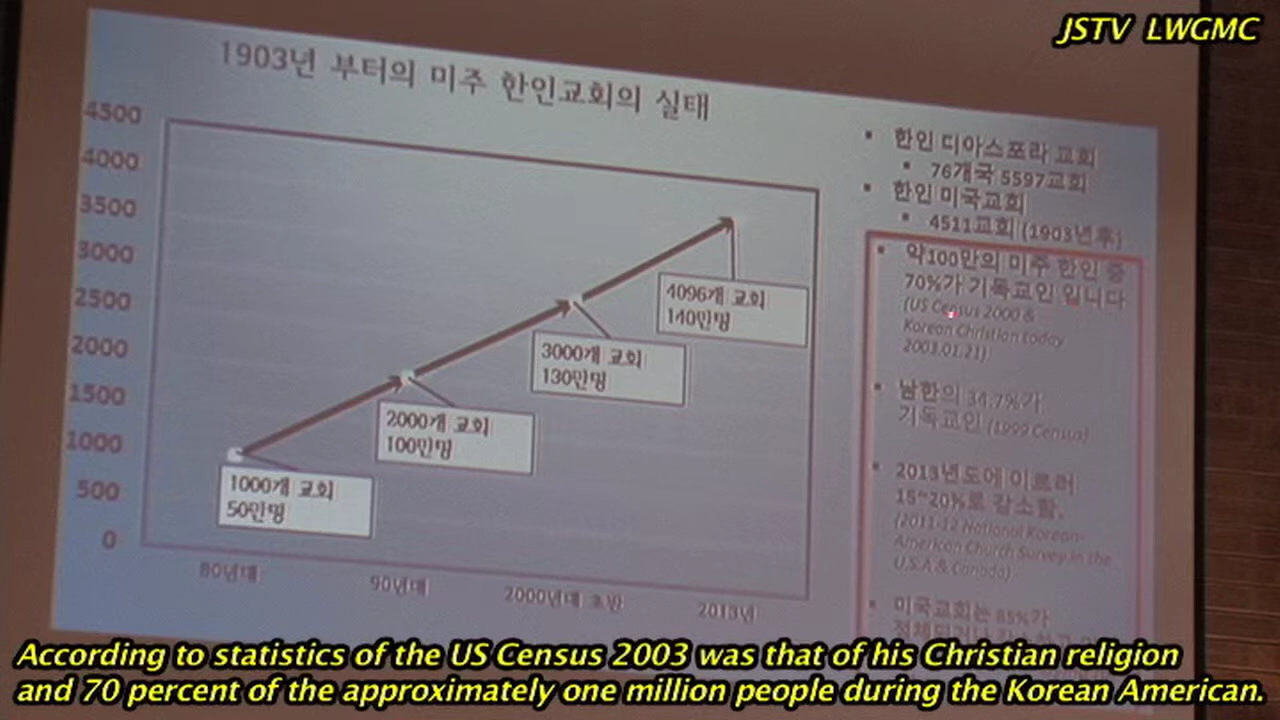 JSTV LWGMC
1903년 부터의 미주 한인교회의 실태
4500
4000
3500
3000
2500
2000
1500
1000
500
0
1000개 교회
50만명
2000개 교회
100만명
3000개 교회
130만명
4096개 교회
140만명
80년대
90년대
2000년대 초반
2013년
▪ 한인 디아스포라 교회
▪ 76개국 5597교회
▪ 한인 미국교회
▪ 4511교회 (1903년후)
▪ 약100만의 미주 한인 중
70%가 기독교인 입니다
(US Census 2000 &
Korean Christian today
2003.01.21)
▪ 남한의 34.7%가
기독교인 (1999 Census)
▪ 2013년도에 이르러
15~20%로 감소함.
(2011-12 National Korean-
American Church Survey in the
U.S.A & Canada)
▪ 미국교회는 85%가
According to statistics of the US Census 2003 was that of his Christian religion
and 70 percent of the approximately one million people during the Korean American.